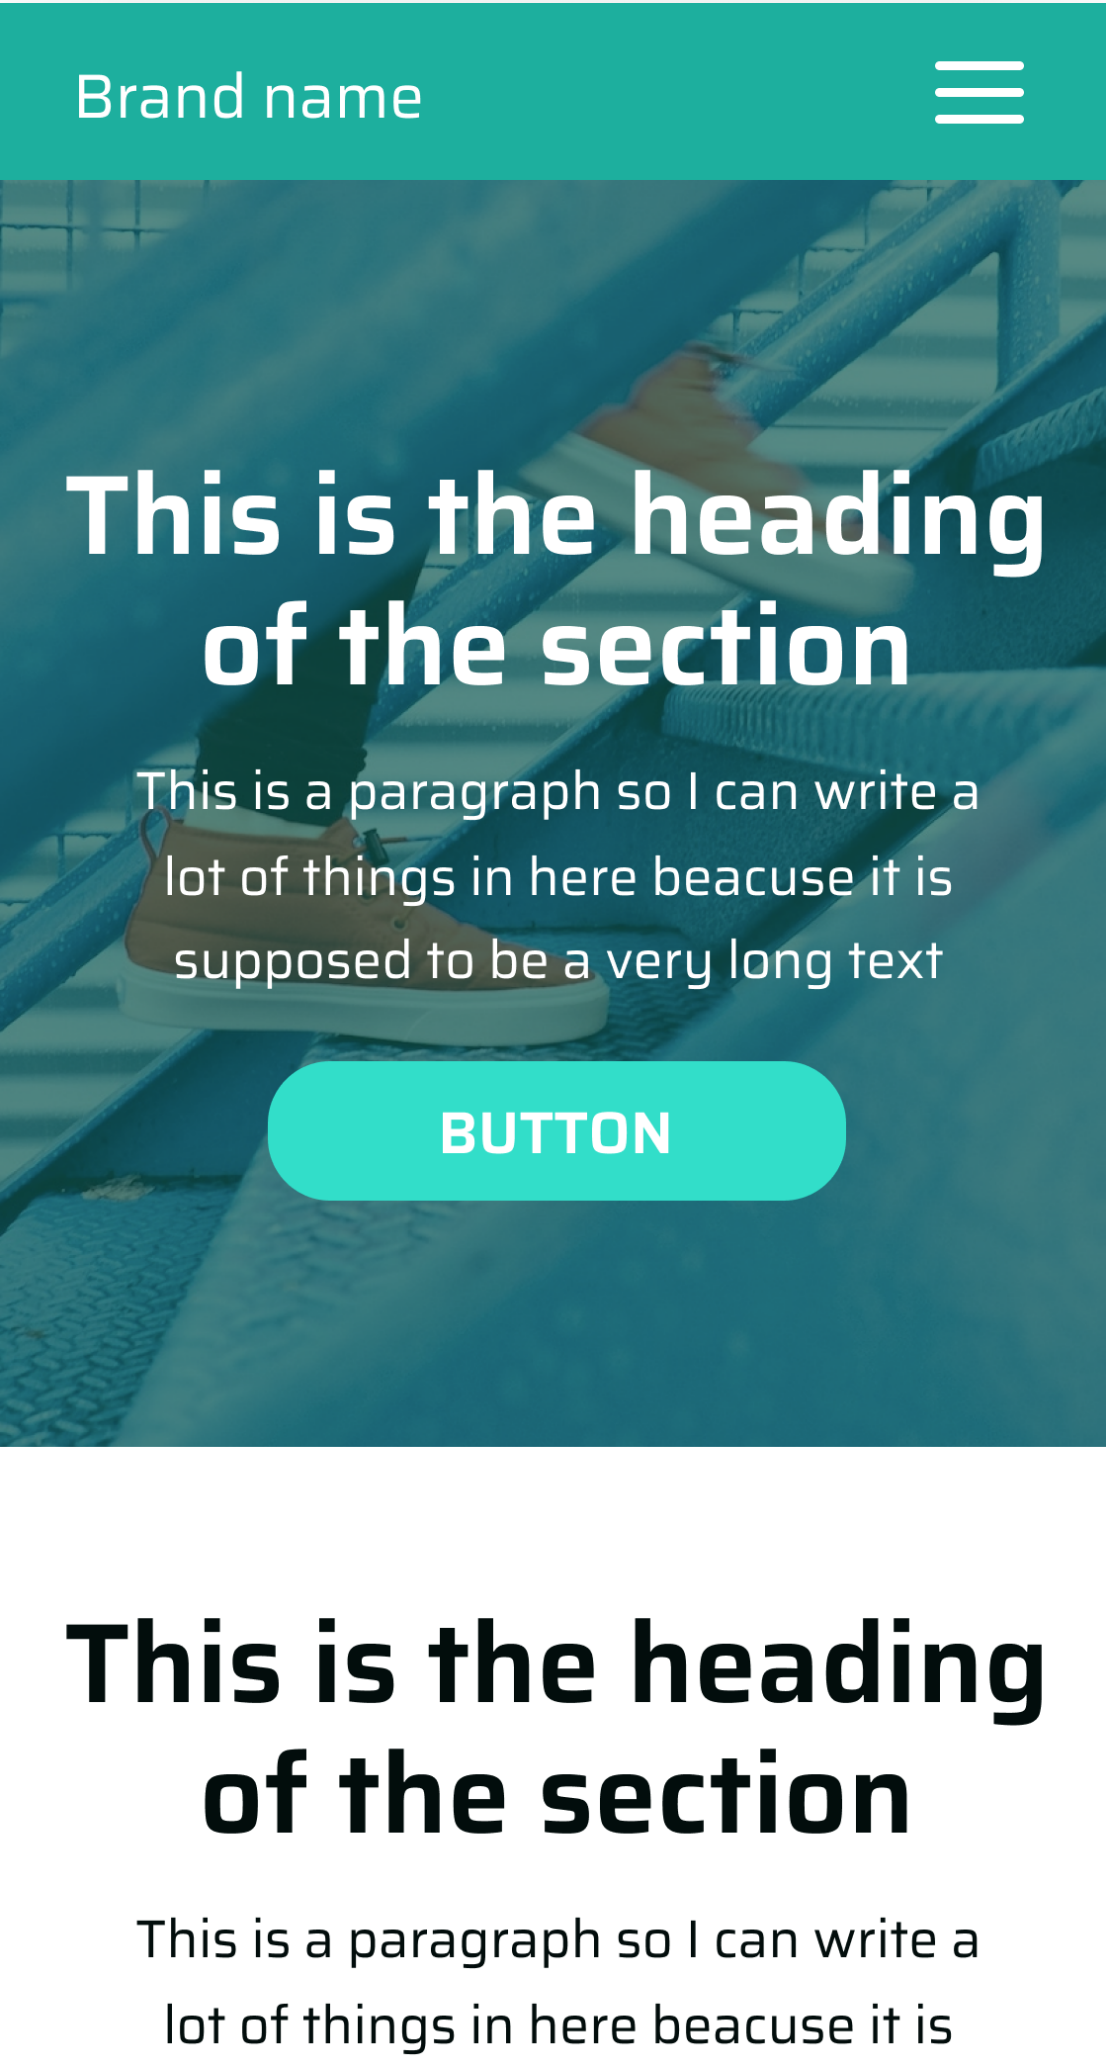 Brand name
This is the heading
of the section
This is a paragraph so I can write a
lot of things in here beacuse it is
supposed to be a very long text
BUTTON
This is the heading
of the section
This is a paragraph so I can write a
lot of things in here beacuse it is